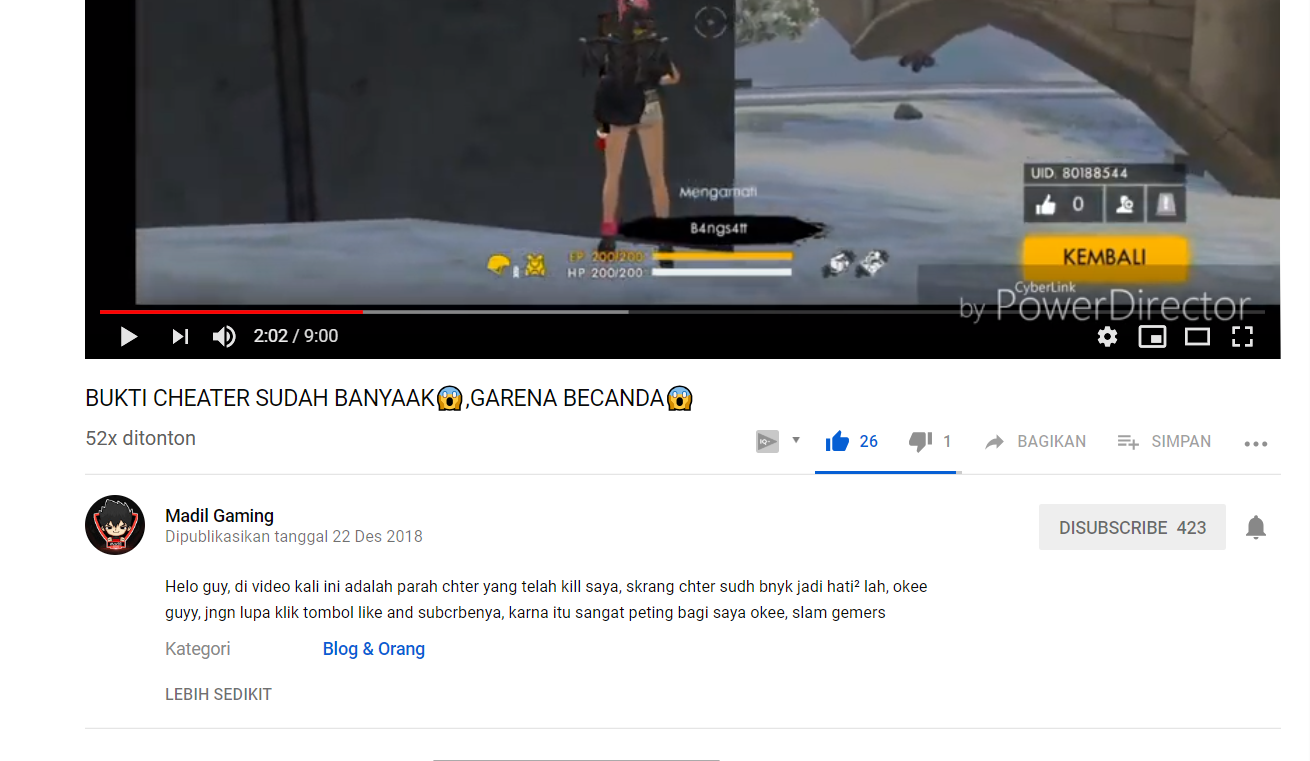 UID. 80188544
0
Mengamati
B4ngs4tt
EP 200/200
HP 200/200
KEMBALI
CyberLink
by PowerDirector
2:02 / 9:00
BUKTI CHEATER SUDAH BANYAAK😱,GARENA BECANDA😱
52x ditonton
IQ
26
1
BAGIKAN
SIMPAN
Madil Gaming
Dipublikasikan tanggal 22 Des 2018
DISUBSCRIBE 423
Helo guy, di video kali ini adalah parah chter yang telah kill saya, skrang chter sudh bnyk jadi hati² lah, okee
guyy, jngn lupa klik tombol like and subcrbenya, karna itu sangat peting bagi saya okee, slam gemers
Kategori
Blog & Orang
LEBIH SEDIKIT